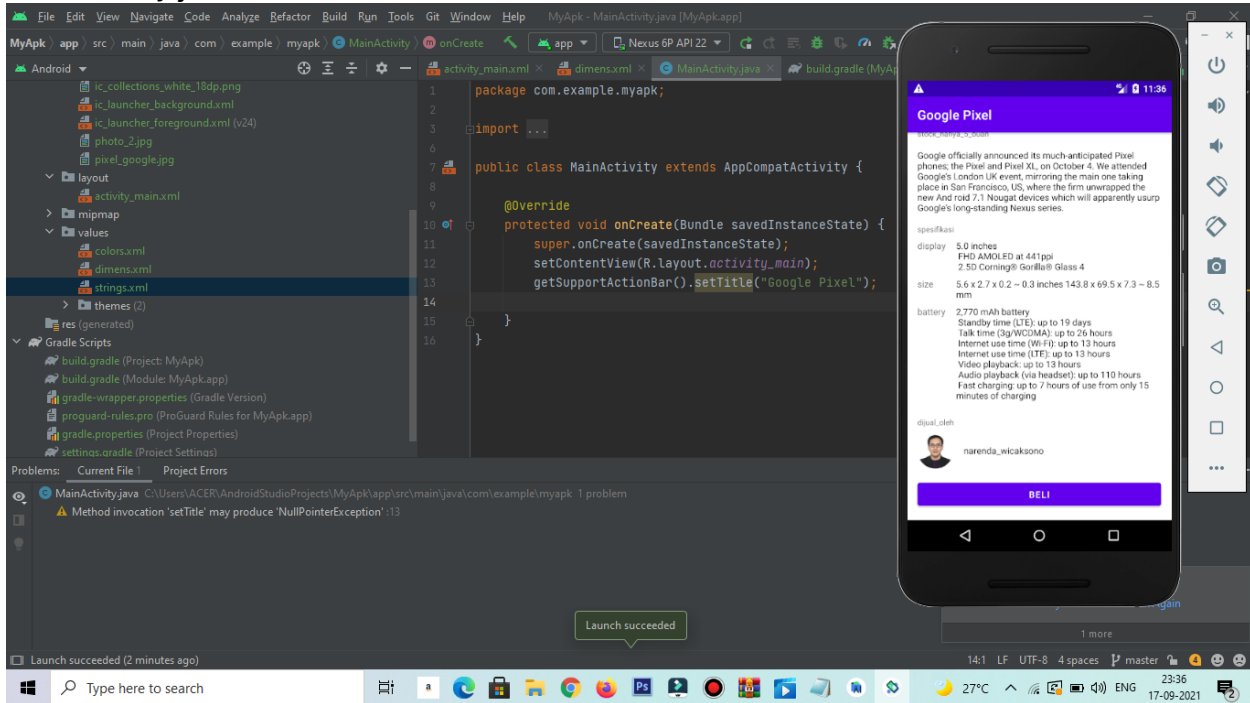 File Edit View Navigate Code Analyze Refactor Build Run Tools Git Window Help MyApk - MainActivity.java [MyApk.app]
MyApk app src main java com example myapk MainActivity onCreate app Nexus 6P API 22
Android
activity_main.xml dimens.xml MainActivity.java build.gradle (MyAp
ic_collections_white_18dp.png
ic_launcher_background.xml
ic_launcher_foreground.xml (v24)
photo_2.jpg
pixel_google.jpg
layout
activity_main.xml
mipmap
values
colors.xml
dimens.xml
strings.xml
themes (2)
res (generated)
Gradle Scripts
build.gradle (Project: MyApk)
build.gradle (Module: MyApk.app)
gradle-wrapper.properties (Gradle Version)
proguard-rules.pro (ProGuard Rules for MyApk.app)
gradle.properties (Project Properties)
settings.gradle (Project Settings)
1 package com.example.myapk;
2
3 import ...
6
7 public class MainActivity extends AppCompatActivity {
8
9 @Override
10 protected void onCreate(Bundle savedInstanceState) {
11 super.onCreate(savedInstanceState);
12 setContentView(R.layout.activity_main);
13 getSupportActionBar().setTitle("Google Pixel");
14
15 }
16 }
11:36
Google Pixel
stock_hanya_5_buah
Google officially announced its much-anticipated Pixel
phones; the Pixel and Pixel XL, on October 4. We attended
Google's London UK event, mirroring the main one taking
place in San Francisco, US, where the firm unwrapped the
new And roid 7.1 Nougat devices which will apparently usurp
Google's long-standing Nexus series.
spesifikasi
display 5.0 inches
FHD AMOLED at 441ppi
2.5D Corning® Gorilla® Glass 4
size 5.6 x 2.7 x 0.2 ~ 0.3 inches 143.8 x 69.5 x 7.3 ~ 8.5
mm
battery 2,770 mAh battery
Standby time (LTE): up to 19 days
Talk time (3g/WCDMA): up to 26 hours
Internet use time (Wi-Fi): up to 13 hours
Internet use time (LTE): up to 13 hours
Video playback: up to 13 hours
Audio playback (via headset): up to 110 hours
Fast charging: up to 7 hours of use from only 15
minutes of charging
dijual_oleh
narenda_wicaksono
BELI
Problems: Current File 1 Project Errors
MainActivity.java C:\Users\ACER\AndroidStudioProjects\MyApk\app\src\main\java\com\example\myapk 1 problem
Method invocation 'setTitle' may produce 'NullPointerException' :13
Launch succeeded
1 more
Launch succeeded (2 minutes ago)
14:1 LF UTF-8 4 spaces master 4
Type here to search
a
Ps
27°C ENG
23:36
17-09-2021
2